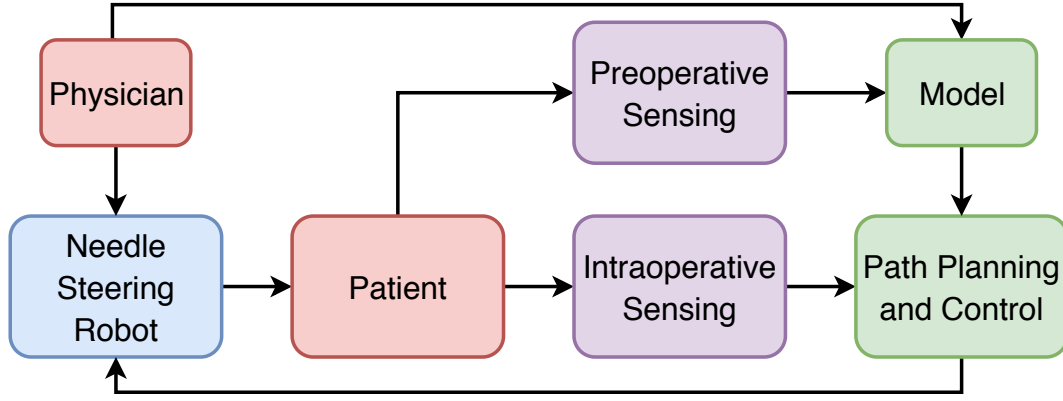 Physician
Preoperative
Sensing
Model
Needle
Steering
Robot
Patient
Intraoperative
Sensing
Path Planning
and Control